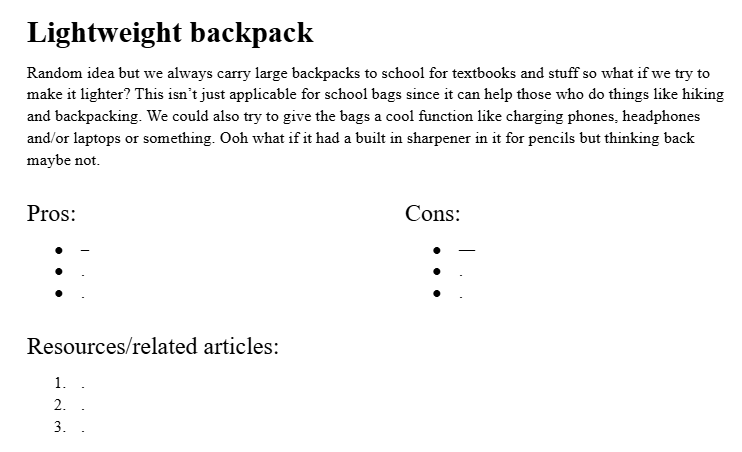 Lightweight backpack
Random idea but we always carry large backpacks to school for textbooks and stuff so what if we try to
make it lighter? This isn’t just applicable for school bags since it can help those who do things like hiking
and backpacking. We could also try to give the bags a cool function like charging phones, headphones
and/or laptops or something. Ooh what if it had a built in sharpener in it for pencils but thinking back
maybe not.
Pros:
● –
● .
● .
Cons:
● —
● .
● .
Resources/related articles:
1. .
2. .
3. .